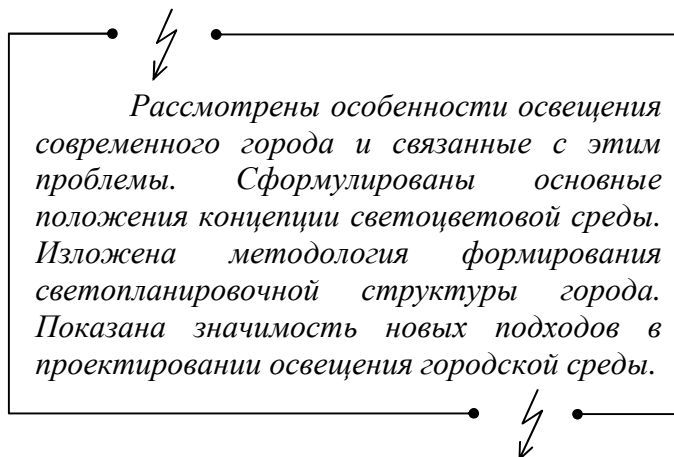 Рассмотрены особенности освещения
современного города и связанные с этим
проблемы. Сформулированы основные
положения концепции светоцветовой среды.
Изложена методология формирования
светопланировочной структуры города.
Показана значимость новых подходов в
проектировании освещения городской среды.